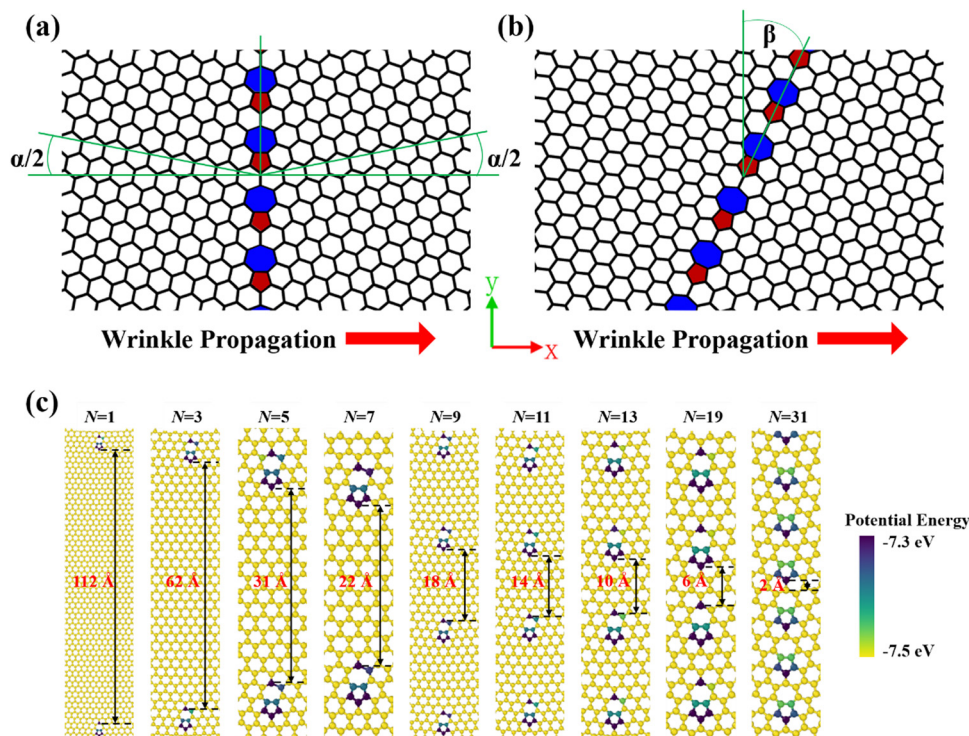 (a)
(b)
β
α/2
α/2
y
x
Wrinkle Propagation
Wrinkle Propagation
(c)
N=1
N=3
N=5
N=7
N=9
N=11
N=13
N=19
N=31
112 Å
62 Å
31 Å
22 Å
18 Å
14 Å
10 Å
6 Å
2 Å
Potential Energy
-7.3 eV
-7.5 eV